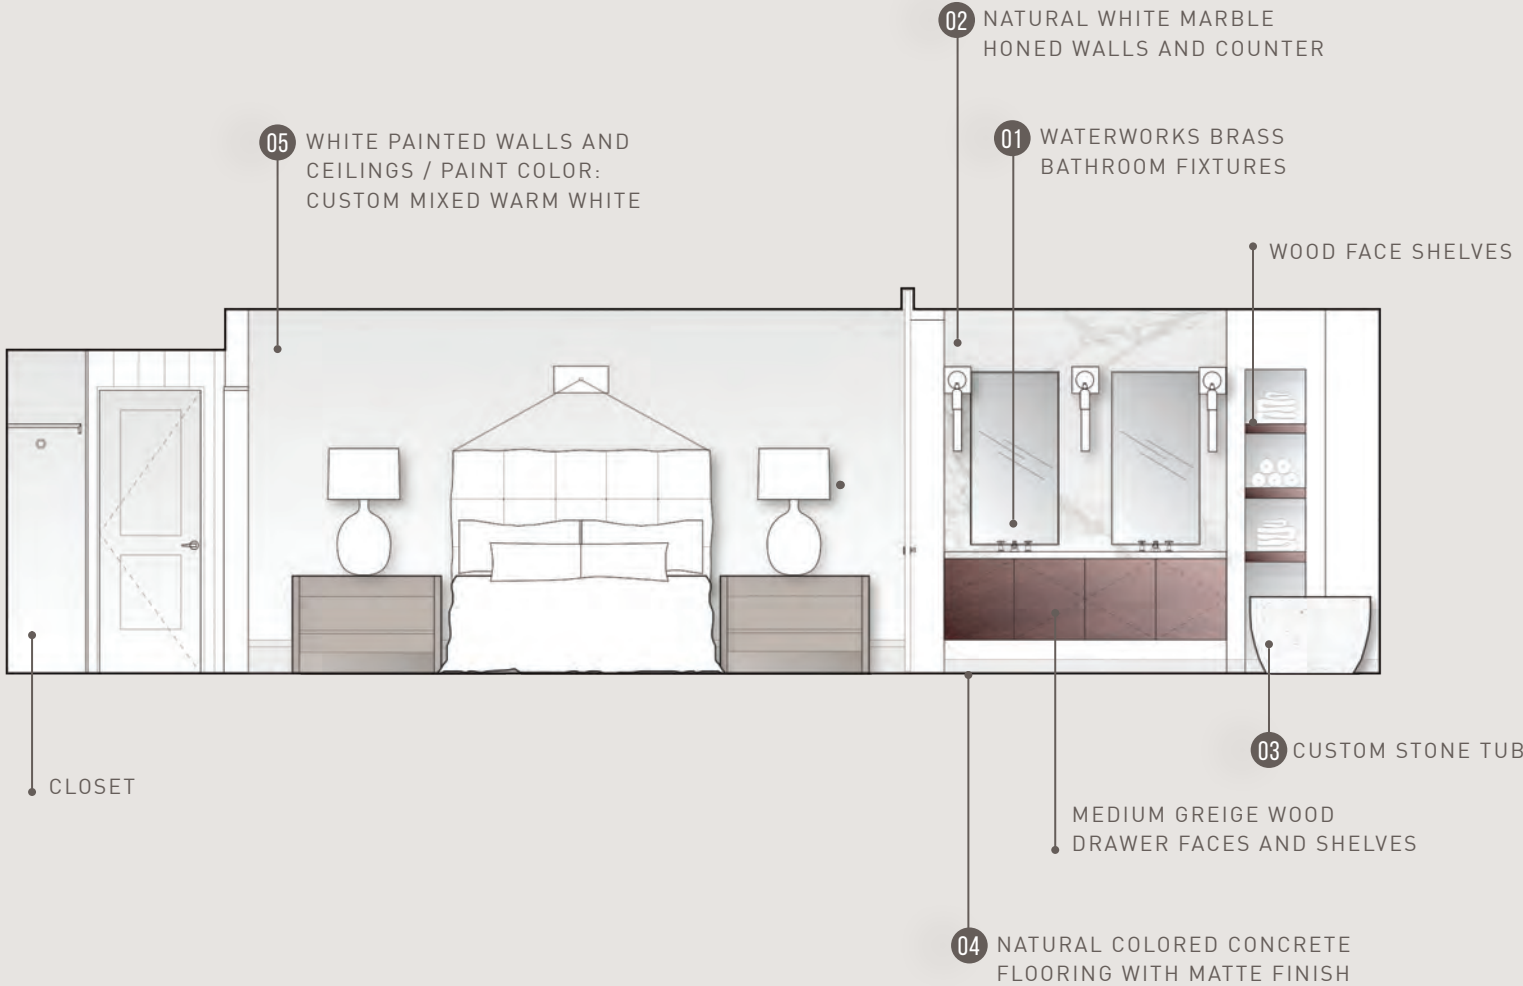 02 NATURAL WHITE MARBLE
HONED WALLS AND COUNTER
05 WHITE PAINTED WALLS AND
CEILINGS / PAINT COLOR:
CUSTOM MIXED WARM WHITE
01 WATERWORKS BRASS
BATHROOM FIXTURES
WOOD FACE SHELVES
03 CUSTOM STONE TUB
CLOSET
MEDIUM GREIGE WOOD
DRAWER FACES AND SHELVES
04 NATURAL COLORED CONCRETE
FLOORING WITH MATTE FINISH